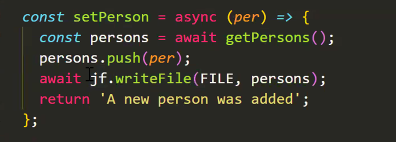 const setPerson = async (per) => {
  const persons = await getPersons();
  persons.push(per);
  await jf.writeFile(FILE, persons);
  return 'A new person was added';
};